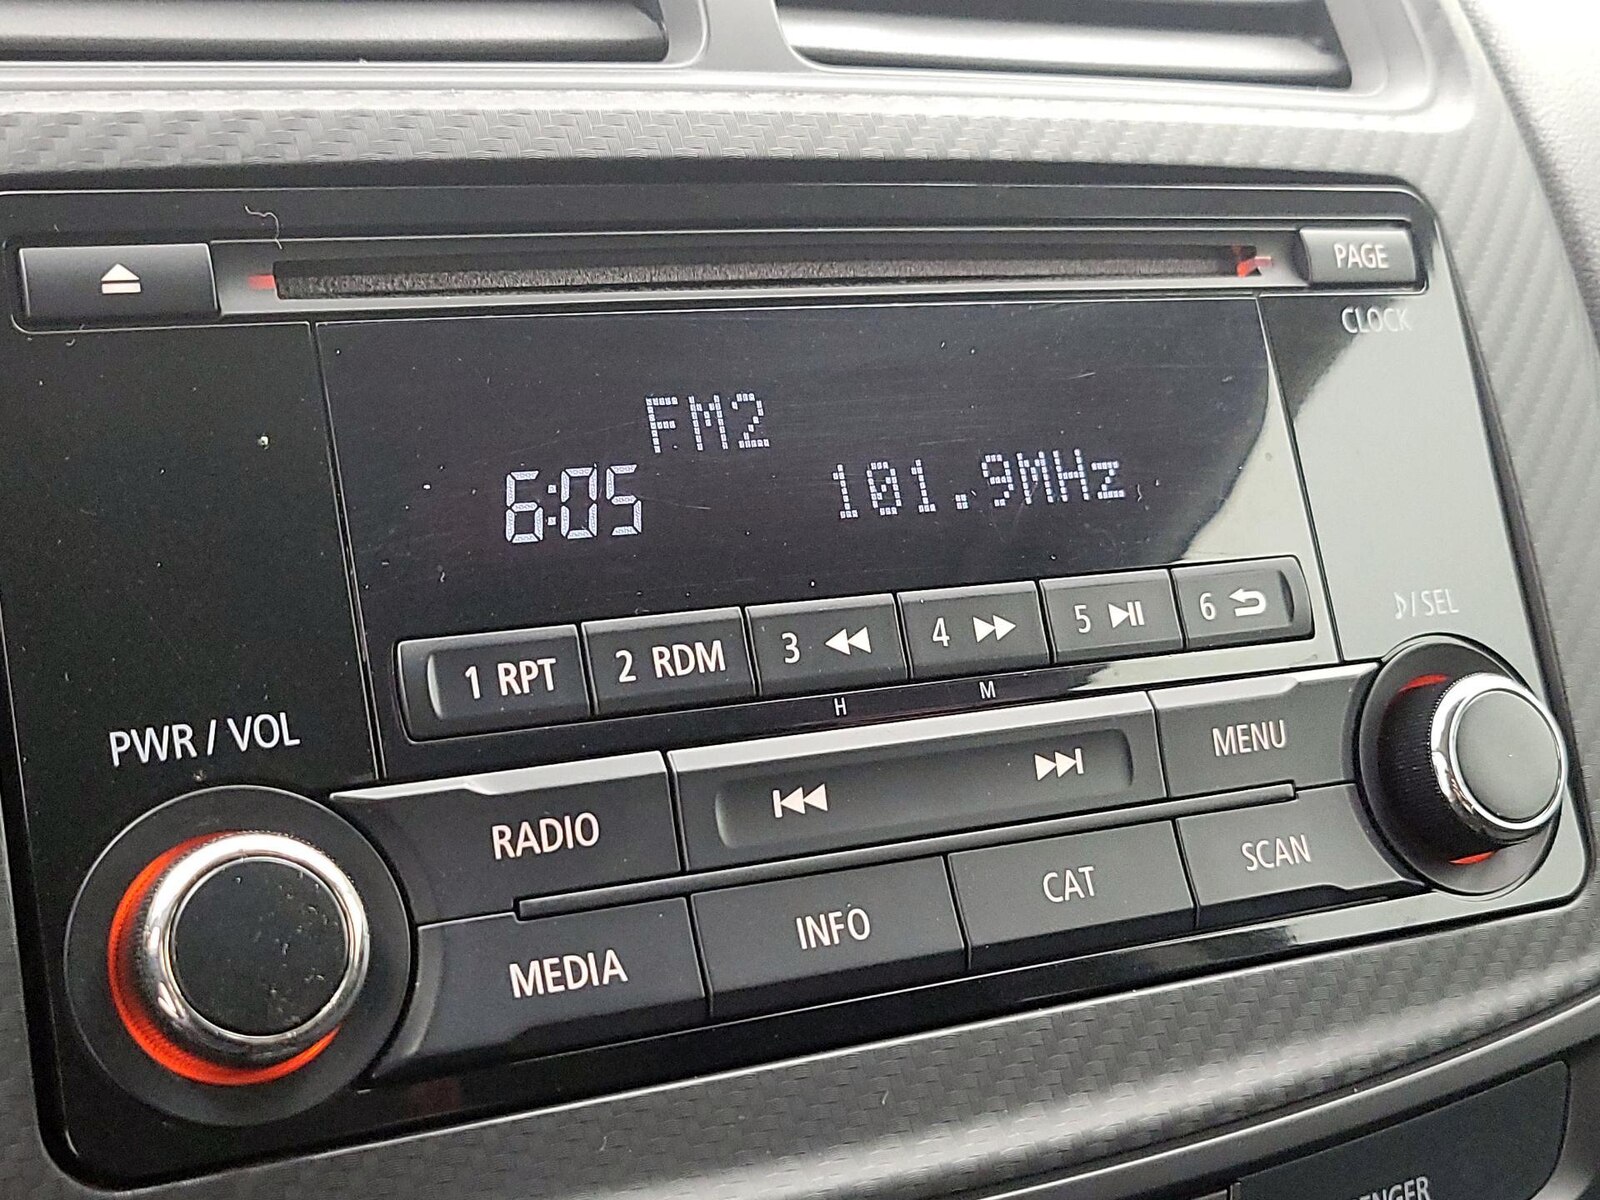 PAGE
CLOCK
FM2
6:05 101.9MHz
♪/SEL
1 RPT 2 RDM 3 4 5 6
H M
PWR / VOL
MENU
RADIO
SCAN
CAT
INFO
MEDIA